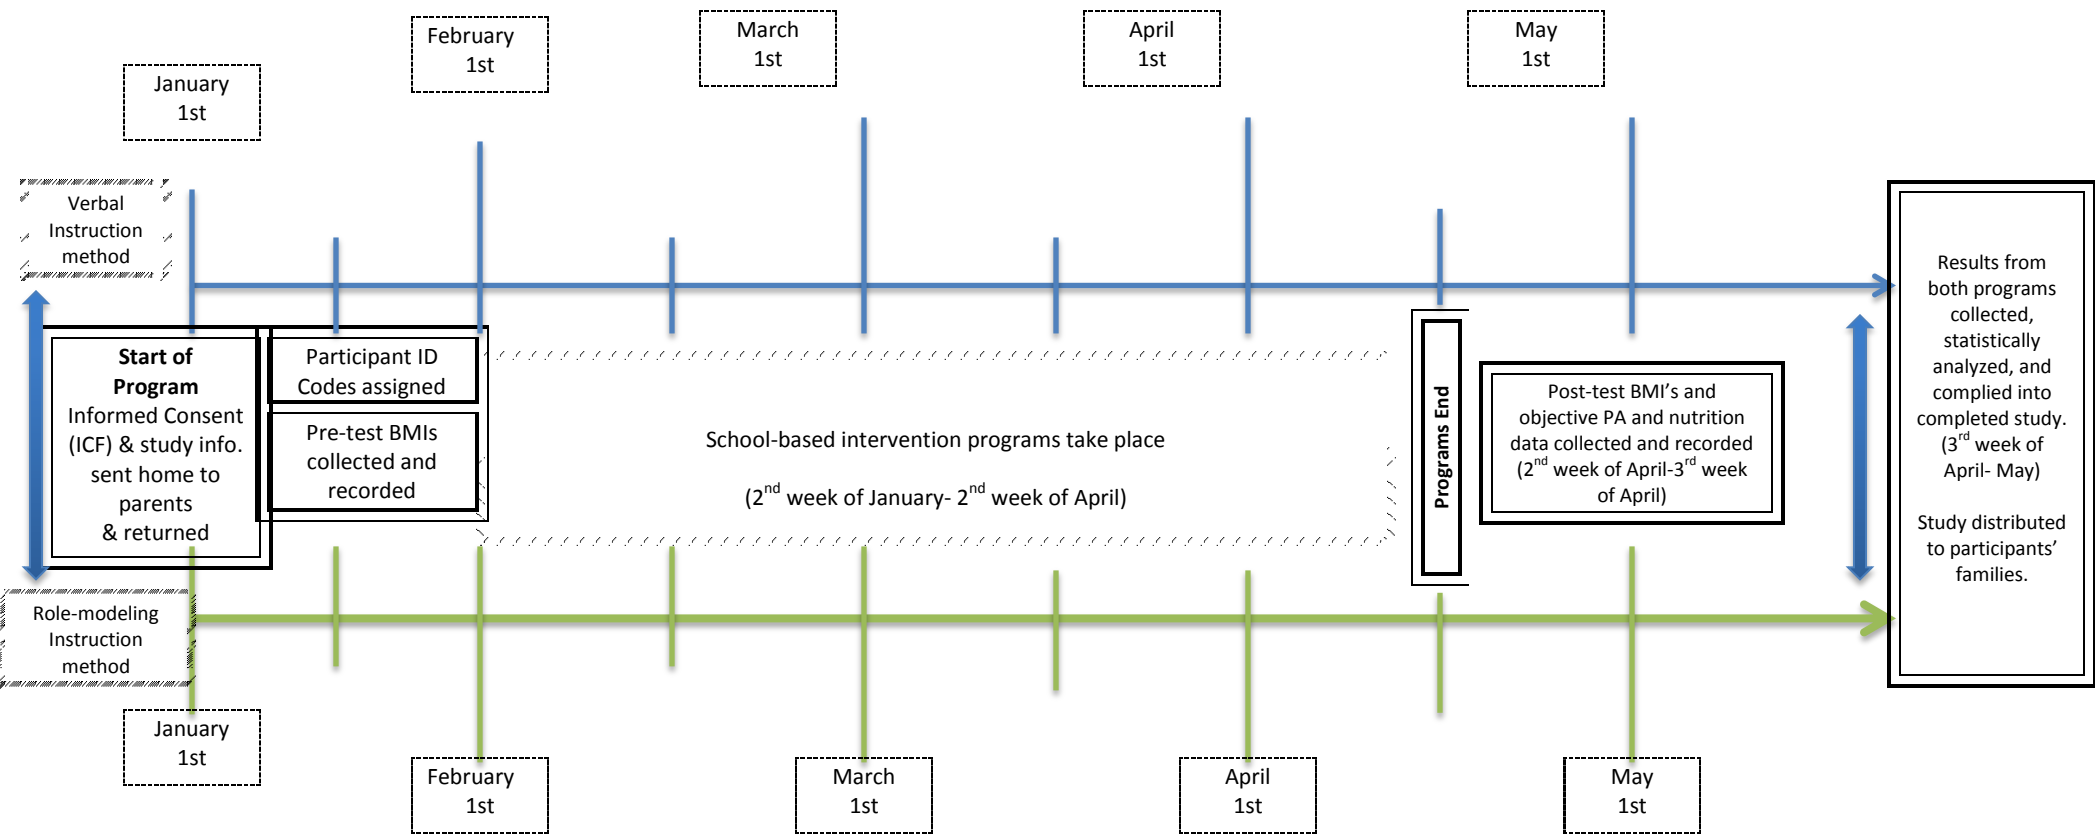 January
1st
February
1st
March
1st
April
1st
May
1st
Verbal
Instruction
method
Start of
Program
Informed Consent
(ICF) & study info.
sent home to
parents
& returned
Participant ID
Codes assigned
Pre-test BMIs
collected and
recorded
School-based intervention programs take place
(2nd week of January- 2nd week of April)
Programs End
Post-test BMI’s and
objective PA and nutrition
data collected and recorded
(2nd week of April-3rd week
of April)
Results from
both programs
collected,
statistically
analyzed, and
complied into
completed study.
(3rd week of
April- May)
Study distributed
to participants’
families.
Role-modeling
Instruction
method
January
1st
February
1st
March
1st
April
1st
May
1st